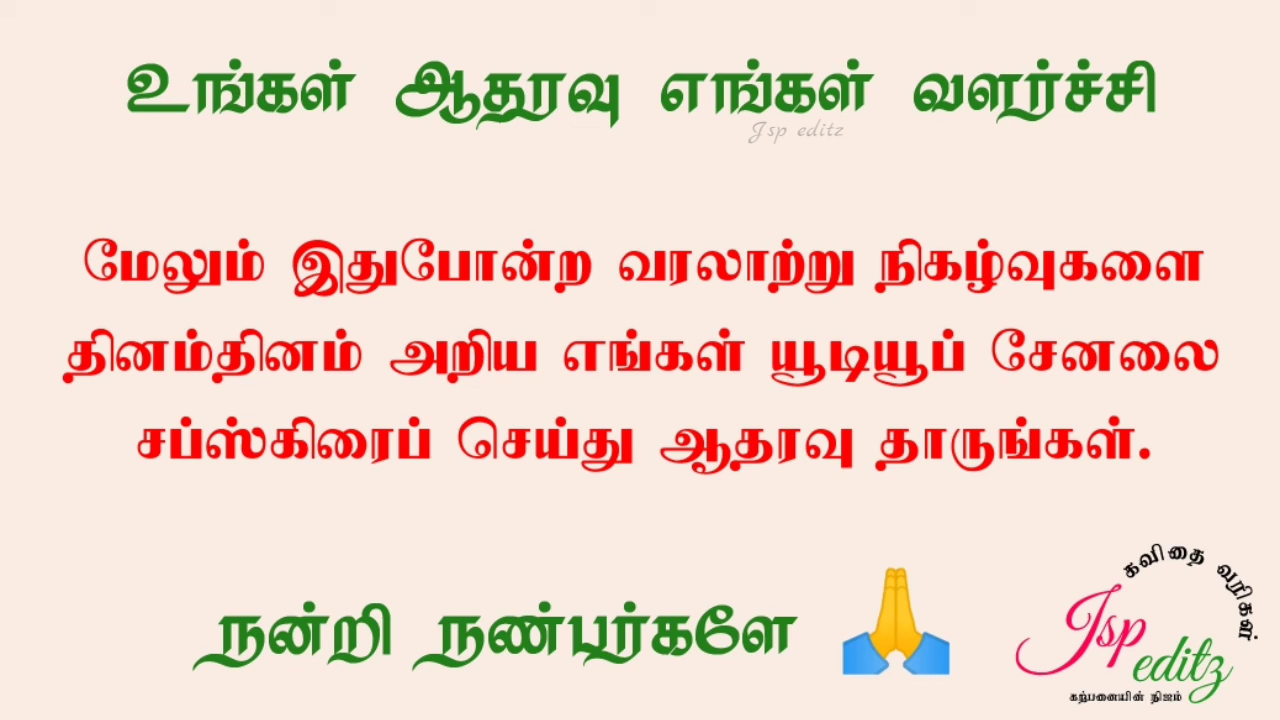 உங்கள் ஆதரவு எங்கள் வளர்ச்சி
Jsp editz
மேலும் இதுபோன்ற வரலாற்று நிகழ்வுகளை
தினம்தினம் அறிய எங்கள் யூடியூப் சேனலை
சப்ஸ்கிரைப் செய்து ஆதரவு தாருங்கள்.
நன்றி நண்பர்களே 🙏
கவிதை வரிகள்
Jsp
editz
கற்பனையின் நிஜம்